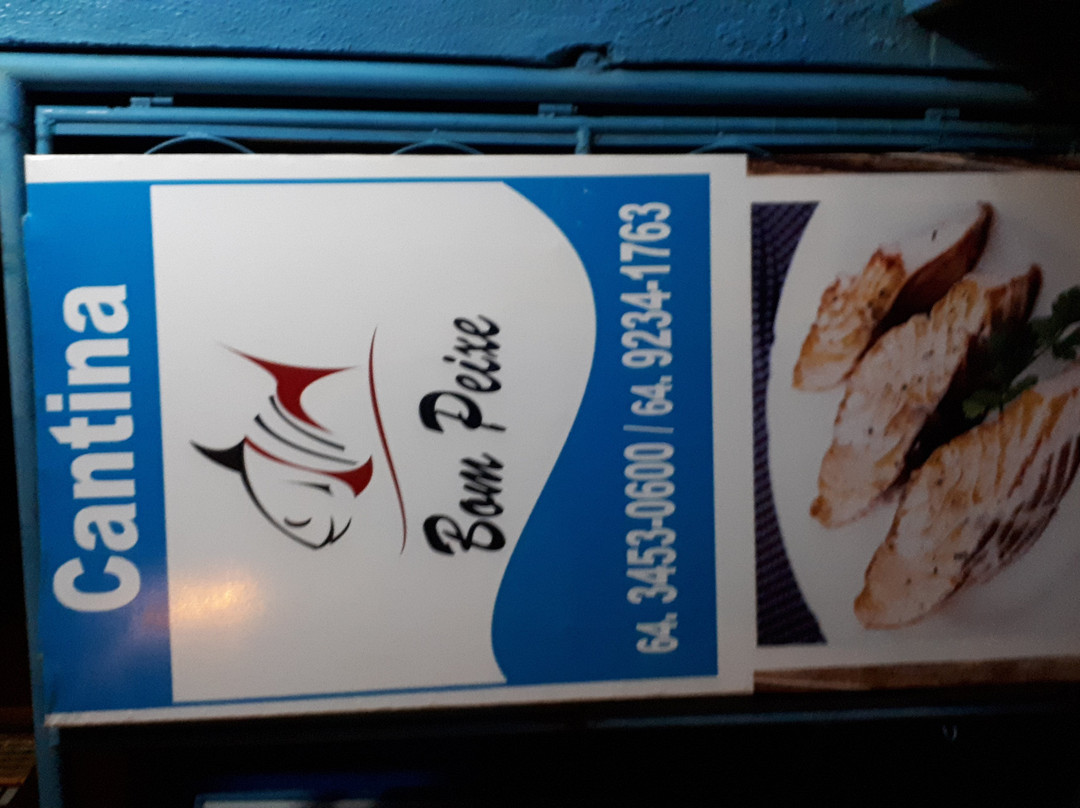 Cantina
Bom Peixe
64. 3453-0600 / 64. 9234-1763